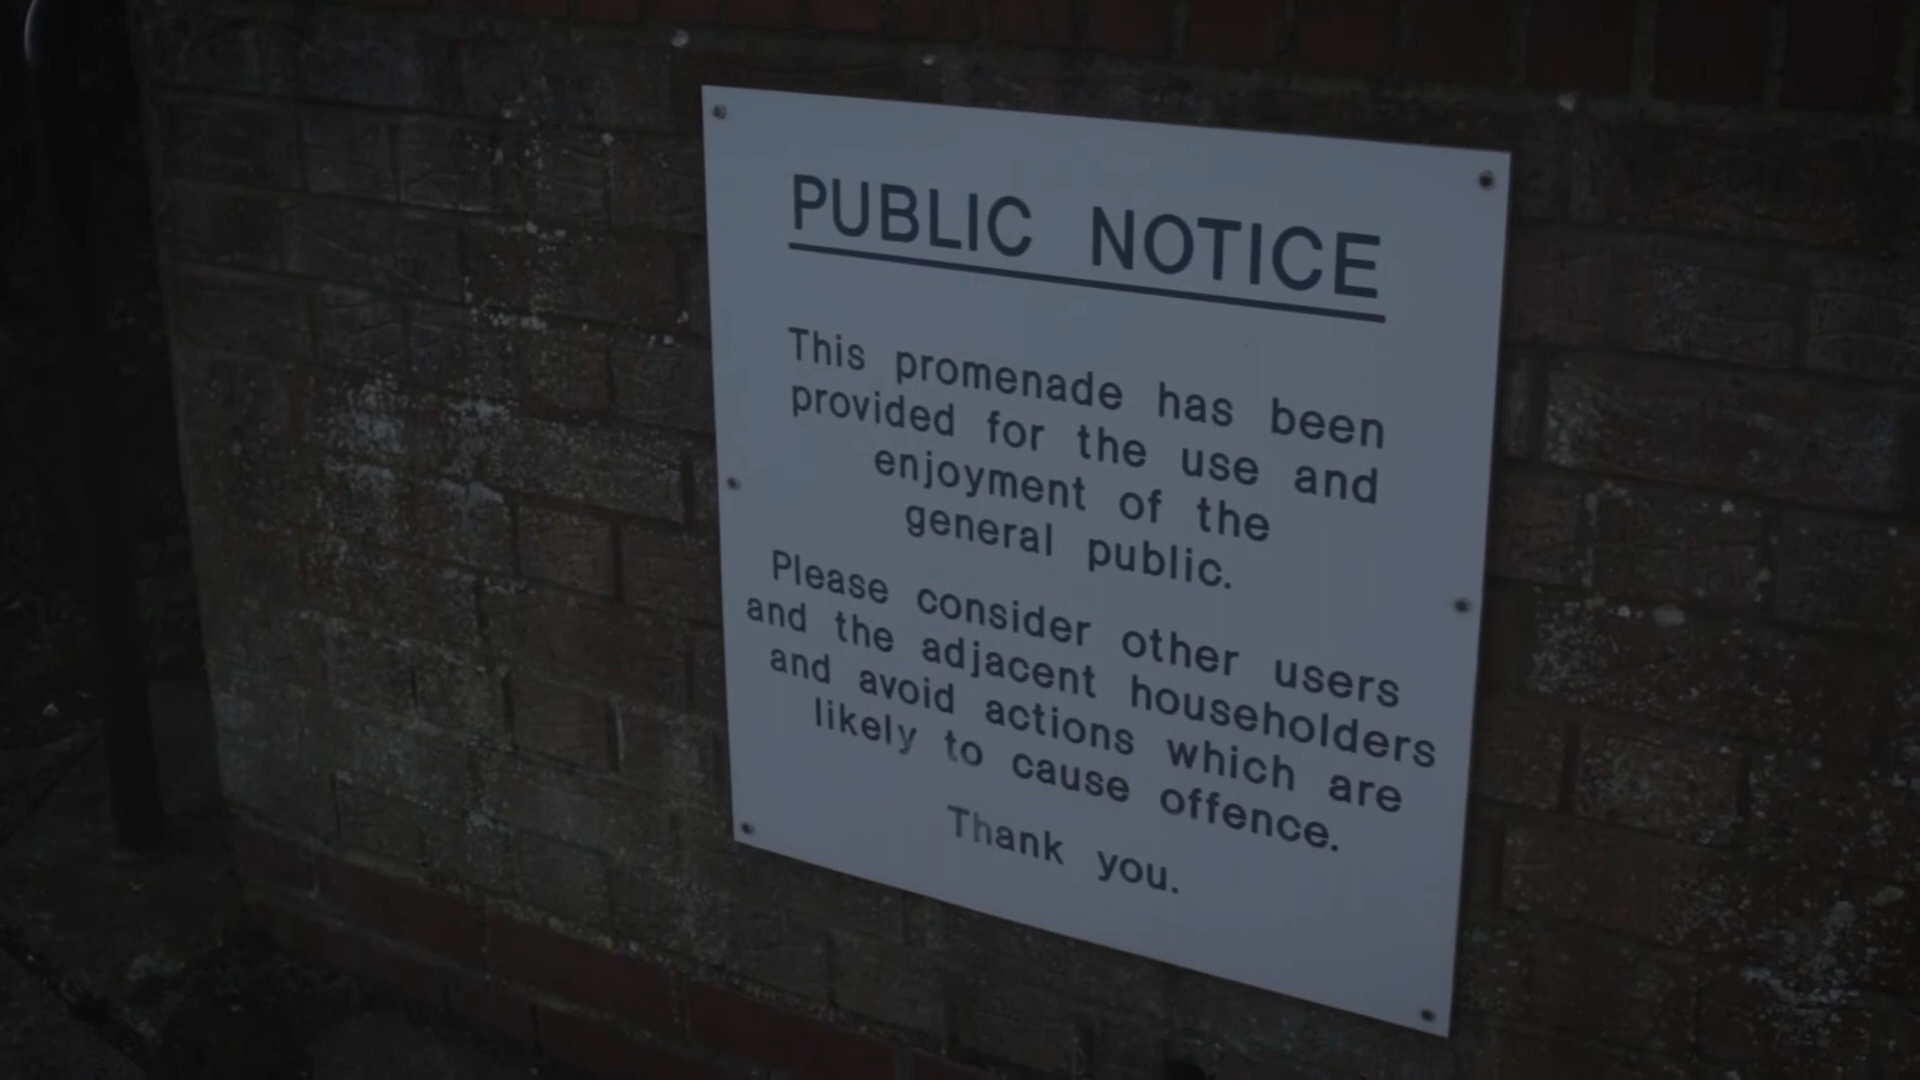 PUBLIC NOTICE
This promenade has been
provided for the use and
enjoyment of the
general public.
Please consider other users
and the adjacent householders
and avoid actions which are
likely to cause offence.
Thank you.